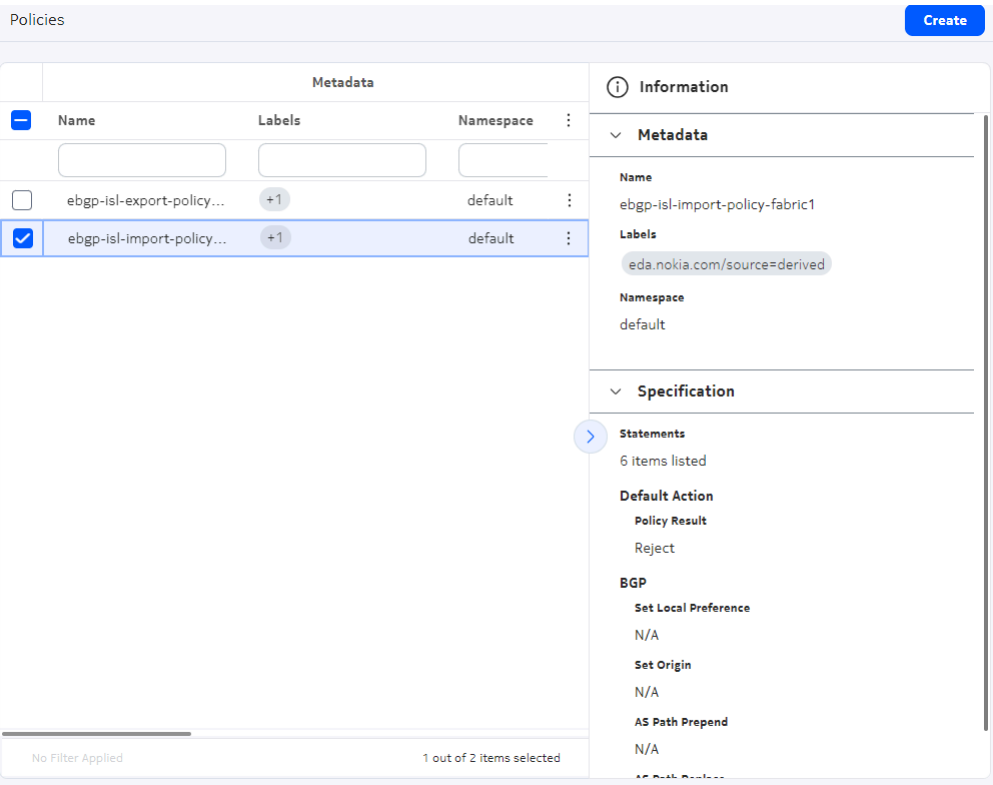 Policies
Create
Metadata
Name Labels Namespace
ebgp-isl-export-policy... +1 default
ebgp-isl-import-policy... +1 default
No Filter Applied
1 out of 2 items selected
Information
Metadata
Name
ebgp-isl-import-policy-fabric1
Labels
eda.nokia.com/source=derived
Namespace
default
Specification
Statements
6 items listed
Default Action
Policy Result
Reject
BGP
Set Local Preference
N/A
Set Origin
N/A
AS Path Prepend
N/A
AS Path Replace